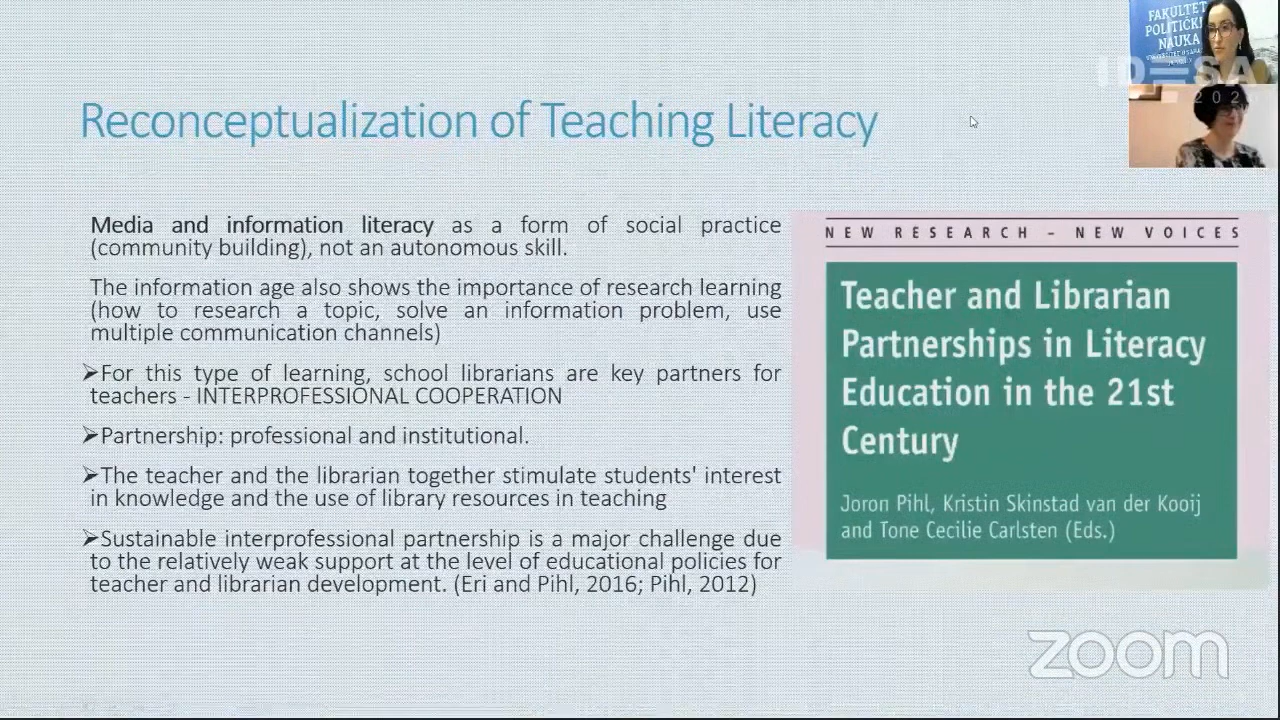 FAKULTET
POLITIČKI
NAUKA
IDESA
202
Reconceptualization of Teaching Literacy
Media and information literacy as a form of social practice
(community building), not an autonomous skill.
The information age also shows the importance of research learning
(how to research a topic, solve an information problem, use
multiple communication channels)
➢For this type of learning, school librarians are key partners for
teachers - INTERPROFESSIONAL COOPERATION
➢Partnership: professional and institutional.
➢The teacher and the librarian together stimulate students' interest
in knowledge and the use of library resources in teaching
➢Sustainable interprofessional partnership is a major challenge due
to the relatively weak support at the level of educational policies for
teacher and librarian development. (Eri and Pihl, 2016; Pihl, 2012)
NEW RESEARCH – NEW VOICES
Teacher and Librarian
Partnerships in Literacy
Education in the 21st
Century
Joron Pihl, Kristin Skinstad van der Kooij
and Tone Cecilie Carlsten (Eds.)
zoom